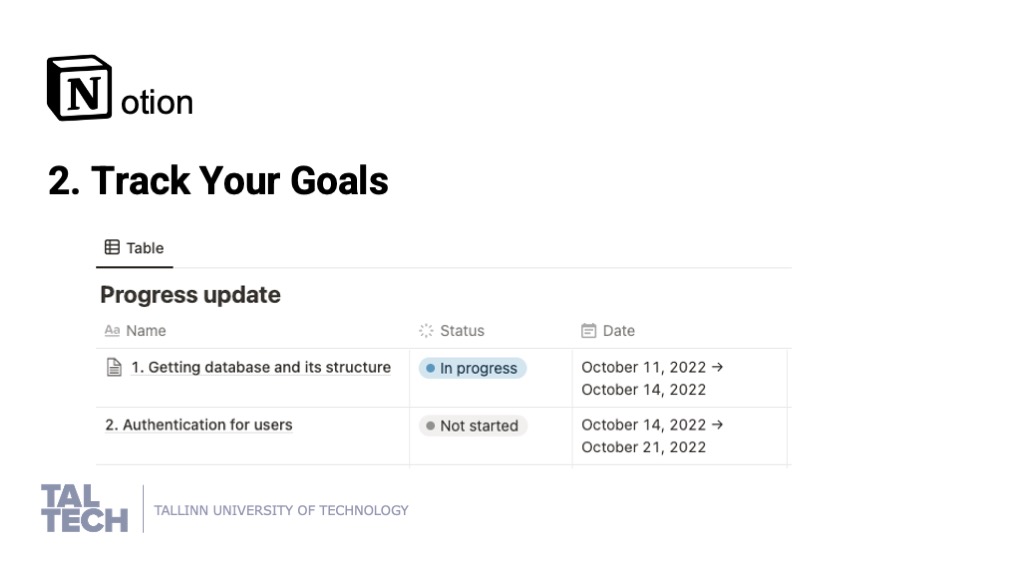 Notion
2. Track Your Goals
Table
Progress update
Aa Name Status Date
1. Getting database and its structure In progress October 11, 2022 →
October 14, 2022
2. Authentication for users Not started October 14, 2022 →
October 21, 2022
TAL
TECH
TALLINN UNIVERSITY OF TECHNOLOGY